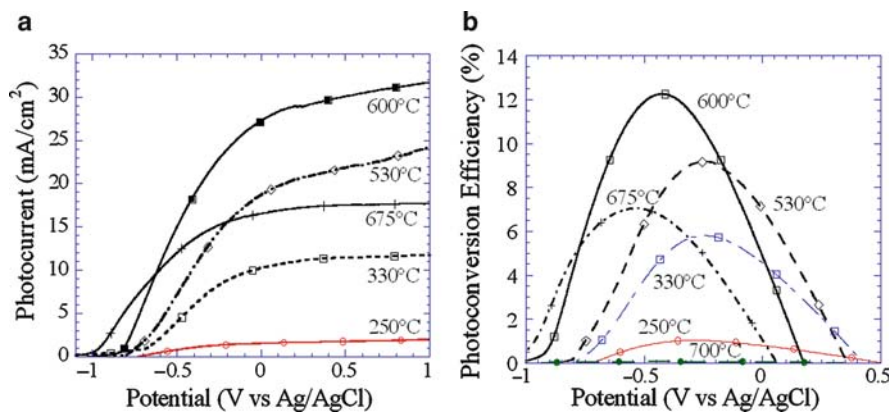 a
35
30
25
20
15
10
5
0
Photocurrent (mA/cm²)
600°C
530°C
675°C
330°C
250°C
-1
-0.5
0
0.5
1
Potential (V vs Ag/AgCl)
b
14
12
10
8
6
4
2
0
Photoconversion Efficiency (%)
600°C
675°C
530°C
330°C
250°C
700°C
-1
-0.5
0
0.5
Potential (V vs Ag/AgCl)